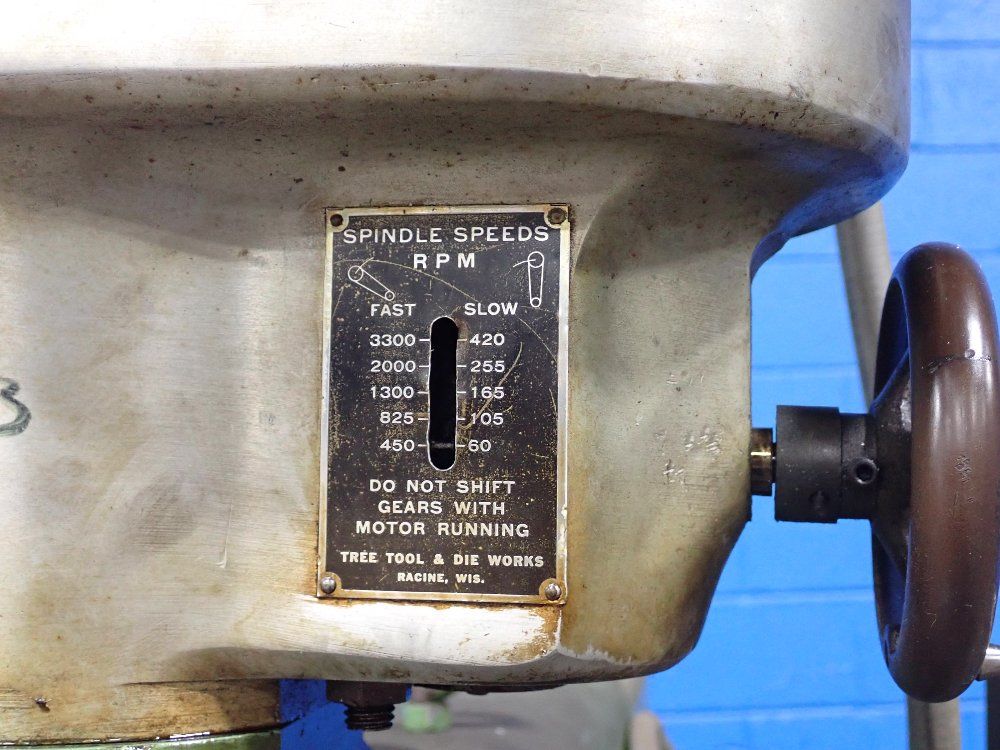 SPINDLE SPEEDS
RPM
FAST SLOW
3300 420
2000 255
1300 165
825 105
450 60
DO NOT SHIFT
GEARS WITH
MOTOR RUNNING
TREE TOOL & DIE WORKS
RACINE, WIS.
3